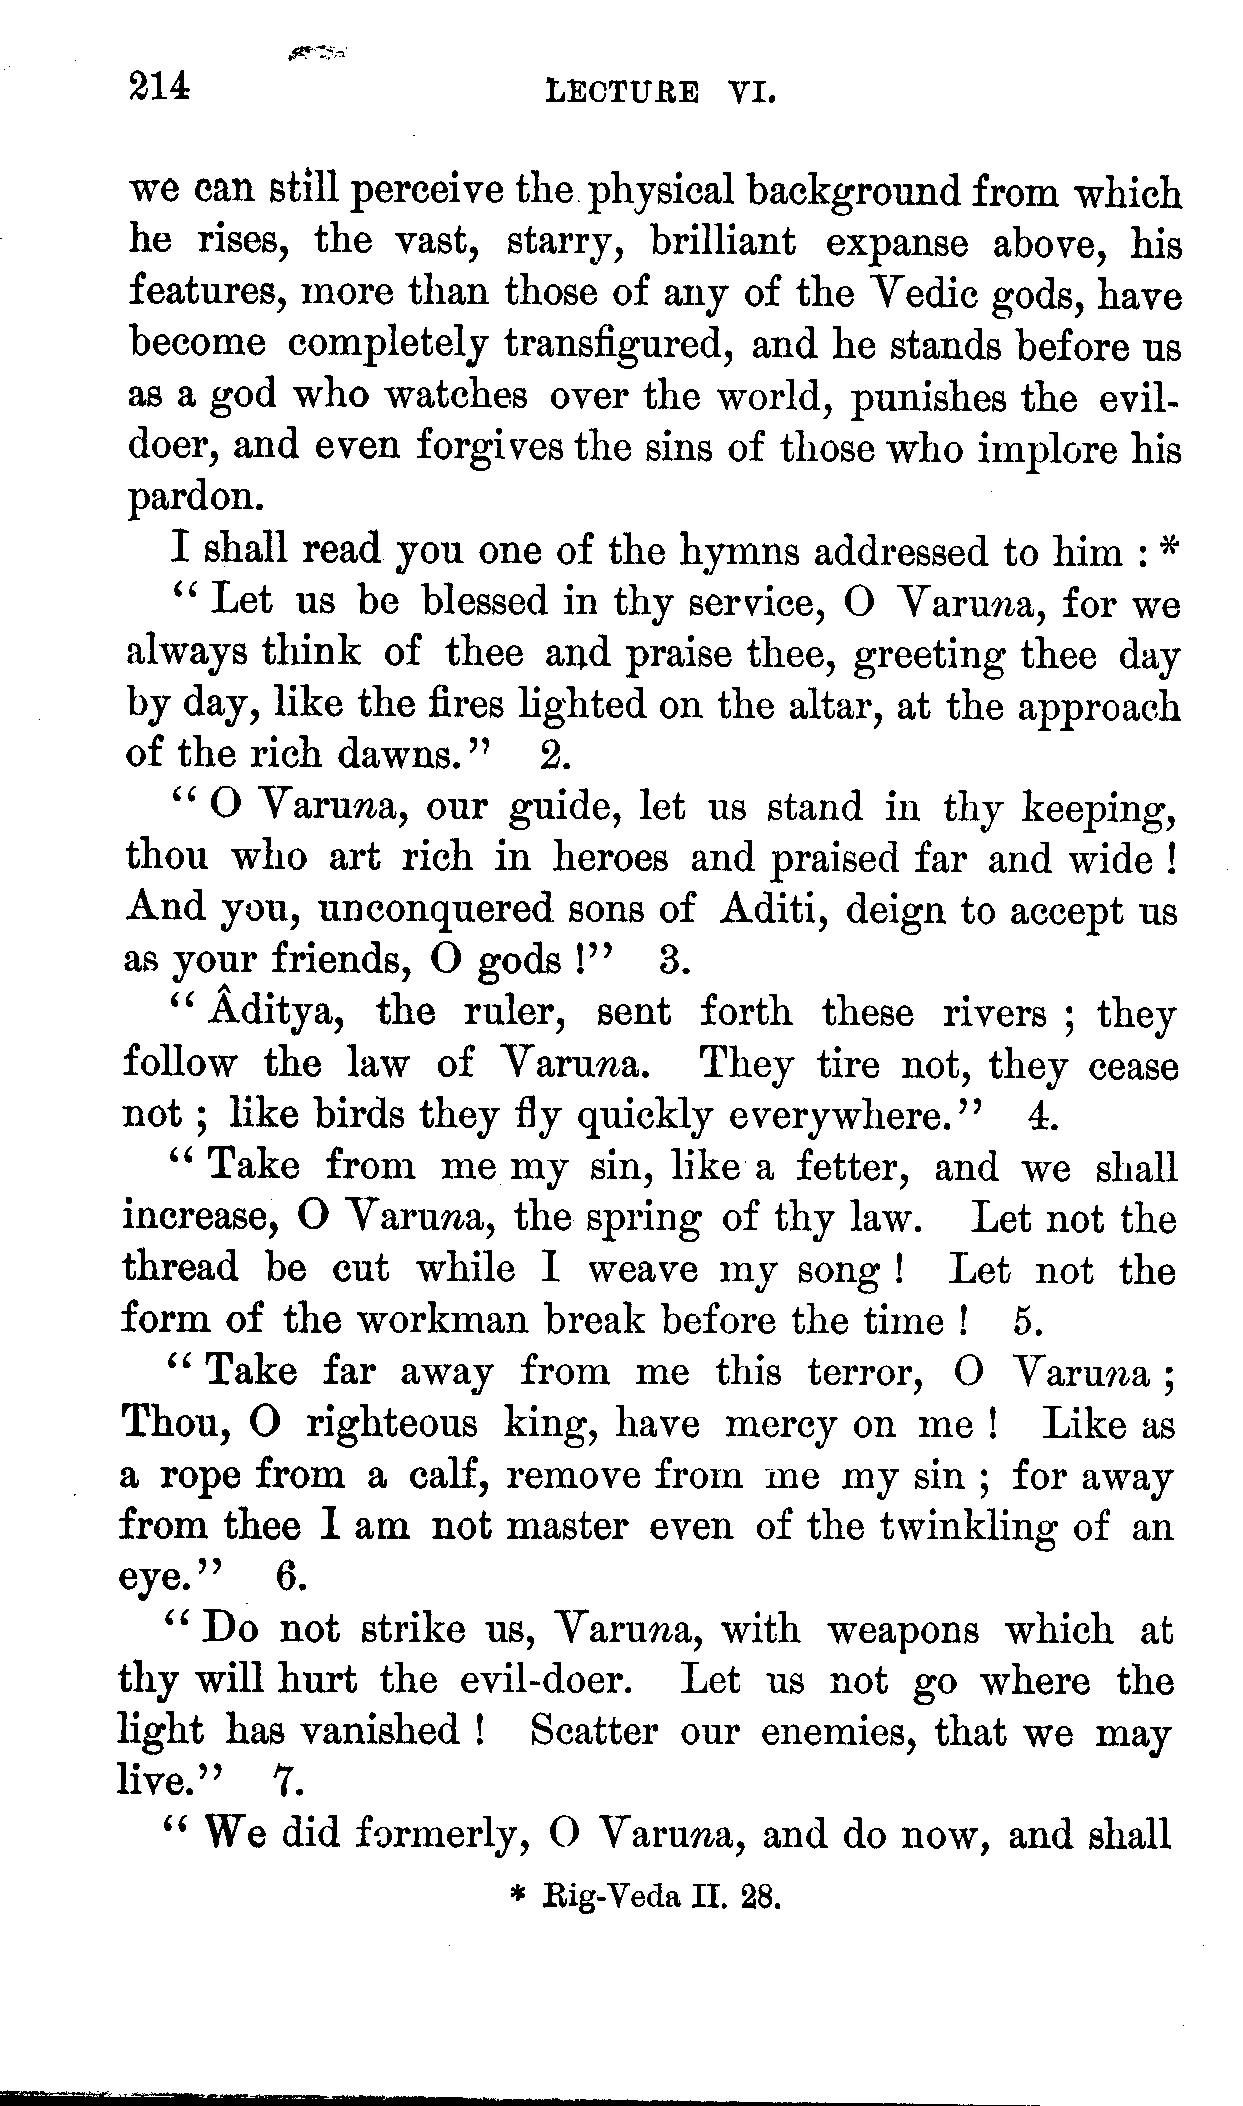 214 LECTURE VI.
we can still perceive the physical background from which
he rises, the vast, starry, brilliant expanse above, his
features, more than those of any of the Vedic gods, have
become completely transfigured, and he stands before us
as a god who watches over the world, punishes the evil-
doer, and even forgives the sins of those who implore his
pardon.
I shall read you one of the hymns addressed to him : *
“ Let us be blessed in thy service, O Varuna, for we
always think of thee and praise thee, greeting thee day
by day, like the fires lighted on the altar, at the approach
of the rich dawns.” 2.
“ O Varuna, our guide, let us stand in thy keeping,
thou who art rich in heroes and praised far and wide !
And you, unconquered sons of Aditi, deign to accept us
as your friends, O gods !” 3.
“ Âditya, the ruler, sent forth these rivers ; they
follow the law of Varuna. They tire not, they cease
not ; like birds they fly quickly everywhere.” 4.
“ Take from me my sin, like a fetter, and we shall
increase, O Varuna, the spring of thy law. Let not the
thread be cut while I weave my song ! Let not the
form of the workman break before the time ! 5.
“ Take far away from me this terror, O Varuna ;
Thou, O righteous king, have mercy on me ! Like as
a rope from a calf, remove from me my sin ; for away
from thee I am not master even of the twinkling of an
eye.” 6.
“ Do not strike us, Varuna, with weapons which at
thy will hurt the evil-doer. Let us not go where the
light has vanished ! Scatter our enemies, that we may
live.” 7.
“ We did formerly, O Varuna, and do now, and shall
* Rig-Veda II. 28.